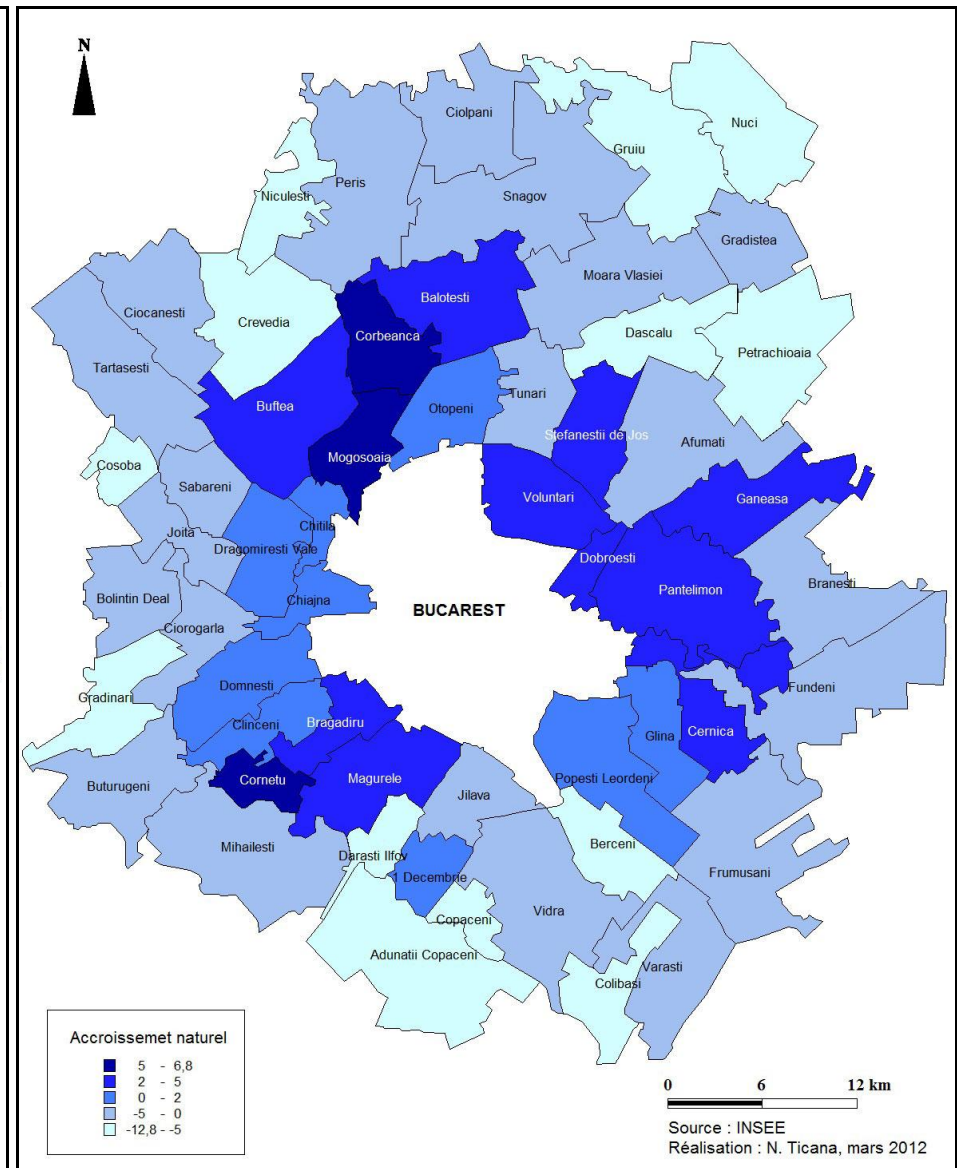 N
Ciolpani
Nuci
Gruiu
Niculesti
Peris
Snagov
Gradistea
Moara Vlasiei
Ciocanesti
Balotesti
Crevedia
Corbeanca
Dascalu
Petrachioaia
Tartasesti
Buftea
Otopeni
Tunari
Stefanestii de Jos
Afumati
Mogosoaia
Cosoba
Sabareni
Voluntari
Ganeasa
Chitila
Joita
Dragomiresti Vale
Dobroesti
Pantelimon
Branesti
Bolintin Deal
Chiajna
BUCAREST
Ciorogarla
Gradinari
Domnesti
Fundeni
Clinceni
Bragadiru
Cernica
Glina
Buturugeni
Cornetu
Magurele
Popesti Leordeni
Jilava
Mihailesti
Darasti Ilfov
Berceni
1 Decembrie
Frumusani
Copaceni
Vidra
Adunatii Copaceni
Varasti
Colibasi
Accroissemet naturel
5 - 6,8
2 - 5
0 - 2
-5 - 0
-12,8 - -5
0 6 12 km
Source : INSEE
Réalisation : N. Ticana, mars 2012